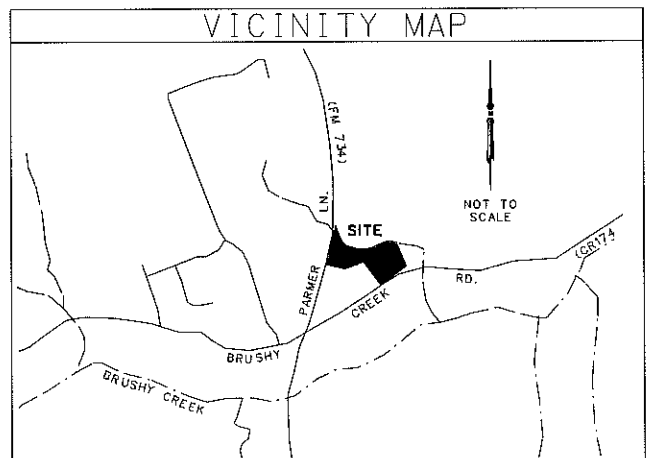 VICINITY MAP
(FM 734)
NOT TO
SCALE
LN.
SITE
(CR174
RD.
PARMER
CREEK
BRUSHY
BRUSHY CREEK